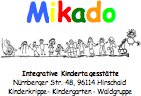 Mikado
Integrative Kindertagesstätte
Nürnberger Str. 48, 96114 Hirschaid
Kinderkrippe - Kindergarten - Waldgruppe